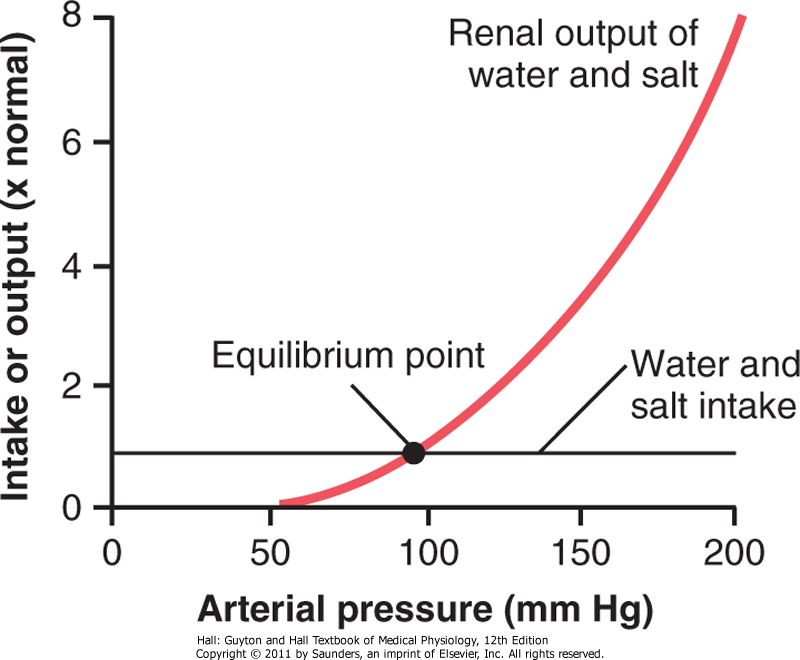 Intake or output (x normal)
8
6
4
2
0
Renal output of
water and salt
Equilibrium point
Water and
salt intake
0 50 100 150 200
Arterial pressure (mm Hg)
Hall: Guyton and Hall Textbook of Medical Physiology, 12th Edition
Copyright © 2011 by Saunders, an imprint of Elsevier, Inc. All rights reserved.